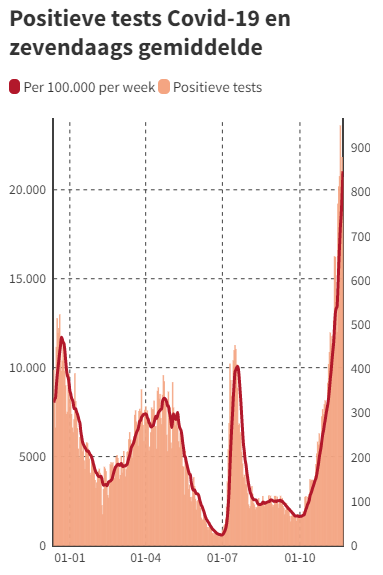 Positieve tests Covid-19 en
zevendaags gemiddelde
Per 100.000 per week Positieve tests
900
20.000 800
700
15.000 600
500
10.000 400
300
5000 200
100
0 0
01-01 01-04 01-07 01-10